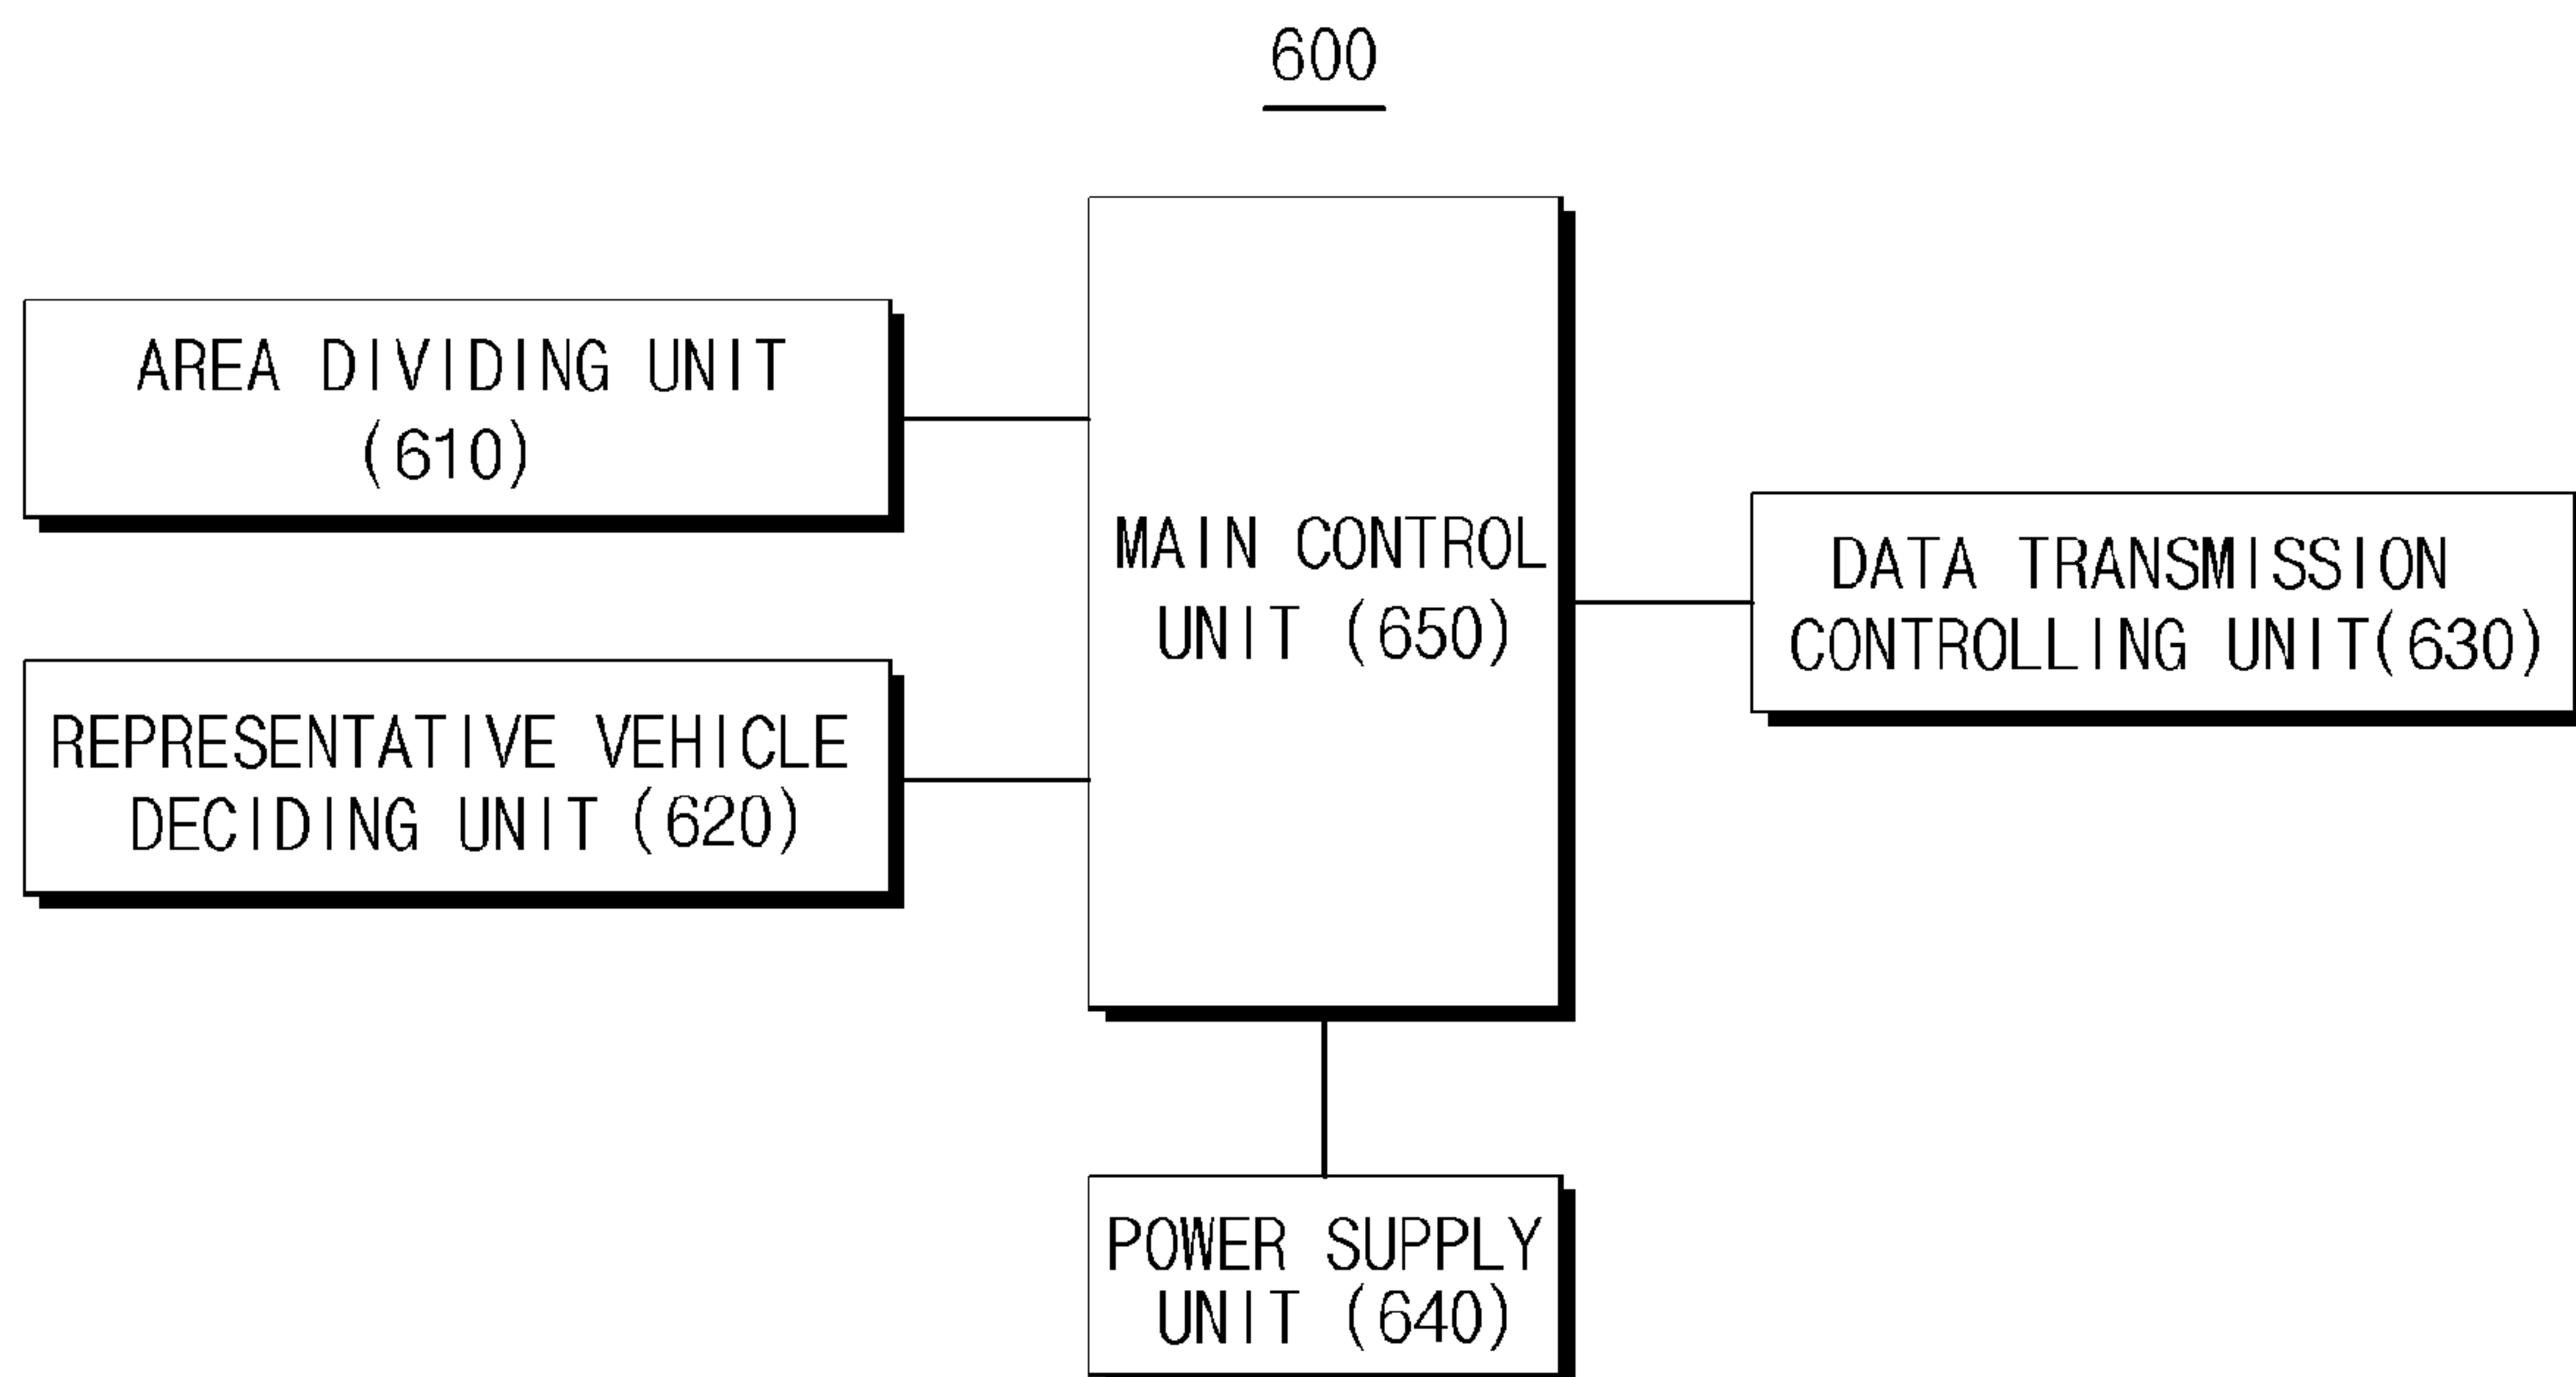 600
AREA DIVIDING UNIT
(610)
REPRESENTATIVE VEHICLE
DECIDING UNIT (620)
MAIN CONTROL
UNIT (650)
DATA TRANSMISSION
CONTROLLING UNIT(630)
POWER SUPPLY
UNIT (640)